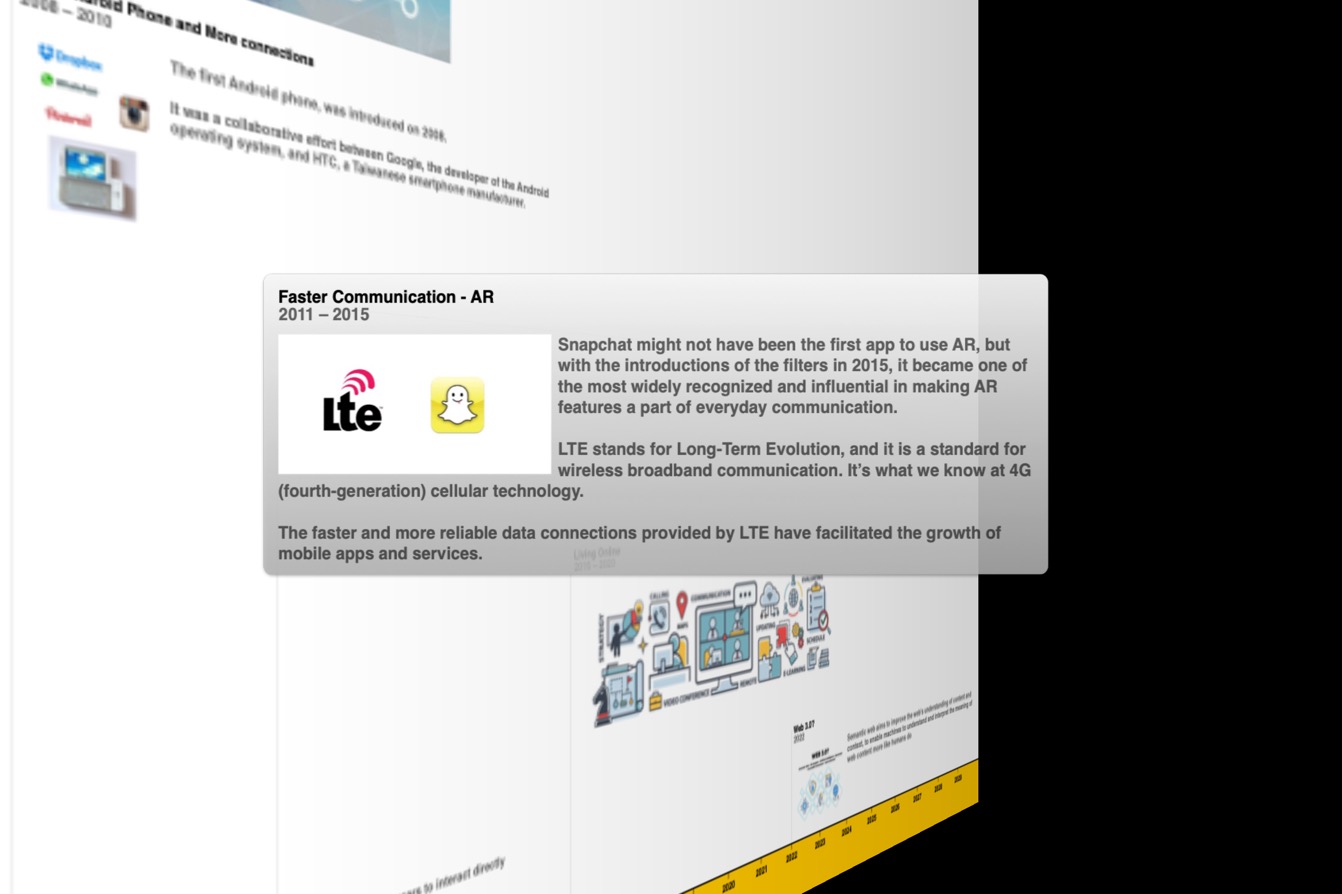 Phone and More connections
2008 – 2010
Dropbox
WhatsApp
Pinterest
The first Android phone, was introduced on 2008.
It was a collaborative effort between Google, the developer of the Android
operating system, and HTC, a Taiwanese smartphone manufacturer.
Faster Communication - AR
2011 – 2015
Lte
Snapchat might not have been the first app to use AR, but
with the introductions of the filters in 2015, it became one of
the most widely recognized and influential in making AR
features a part of everyday communication.
LTE stands for Long-Term Evolution, and it is a standard for
wireless broadband communication. It’s what we know at 4G
(fourth-generation) cellular technology.
The faster and more reliable data connections provided by LTE have facilitated the growth of
mobile apps and services.
Living Online
STRATEGY
CALLING
MAPS
COMMUNICATION
UPDATING
EVALUATING
SCHEDULE
E-LEARNING
REMOTE
VIDEO CONFERENCE
Web 3.0?
2022
WEB 3.0?
Semantic web aims to improve the web's understanding of content and
context, to enable machines to understand and interpret the meaning of
web content more like humans do
to interact directly
2020
2021
2022
2023
2024
2025
2026
2027
2028
2029